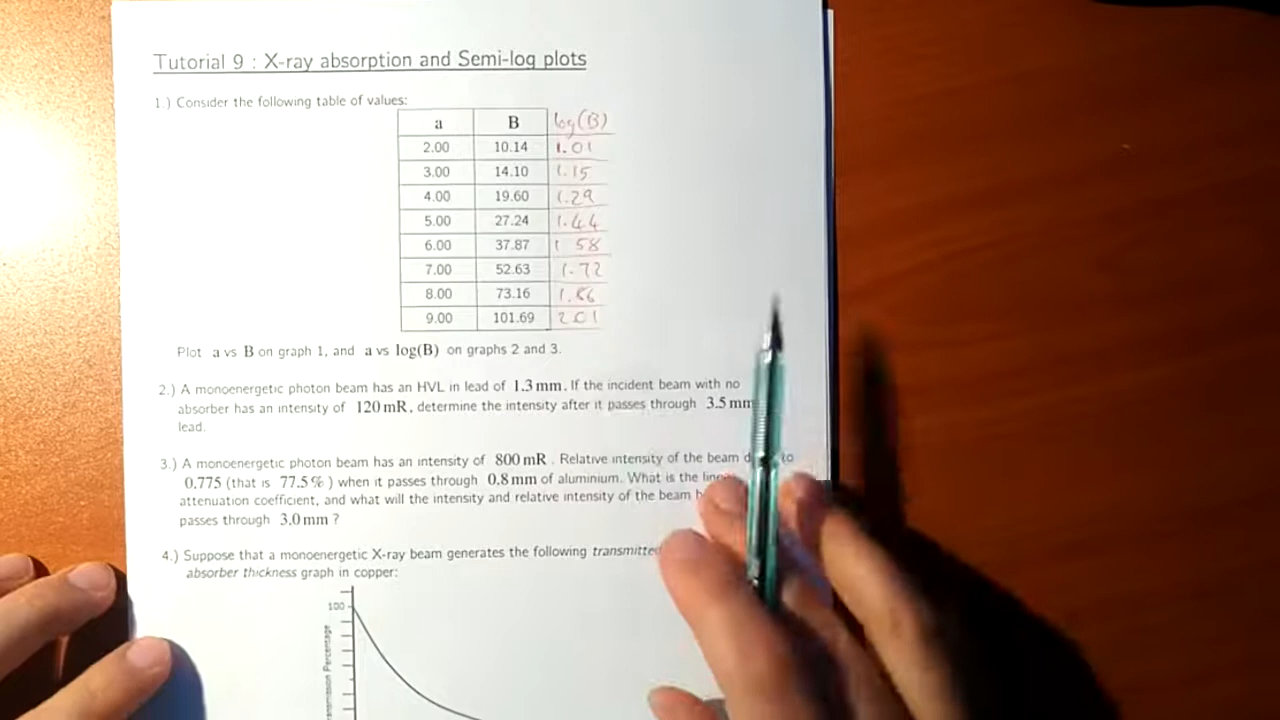 Tutorial 9 : X-ray absorption and Semi-log plots
1.) Consider the following table of values:
a B log(B)
2.00 10.14 1.01
3.00 14.10 1.15
4.00 19.60 1.29
5.00 27.24 1.44
6.00 37.87 1 58
7.00 52.63 1.72
8.00 73.16 1.86
9.00 101.69 2.01
Plot a vs B on graph 1, and a vs log(B) on graphs 2 and 3.
2.) A monoenergetic photon beam has an HVL in lead of 1.3 mm. If the incident beam with no
absorber has an intensity of 120 mR, determine the intensity after it passes through 3.5 mm
lead.
3.) A monoenergetic photon beam has an intensity of 800 mR . Relative intensity of the beam to
0.775 (that is 77.5 % ) when it passes through 0.8 mm of aluminium. What is the
attenuation coefficient, and what will the intensity and relative intensity of the beam
passes through 3.0 mm ?
4.) Suppose that a monoenergetic X-ray beam generates the following transmitted
absorber thickness graph in copper:
100
Percentage